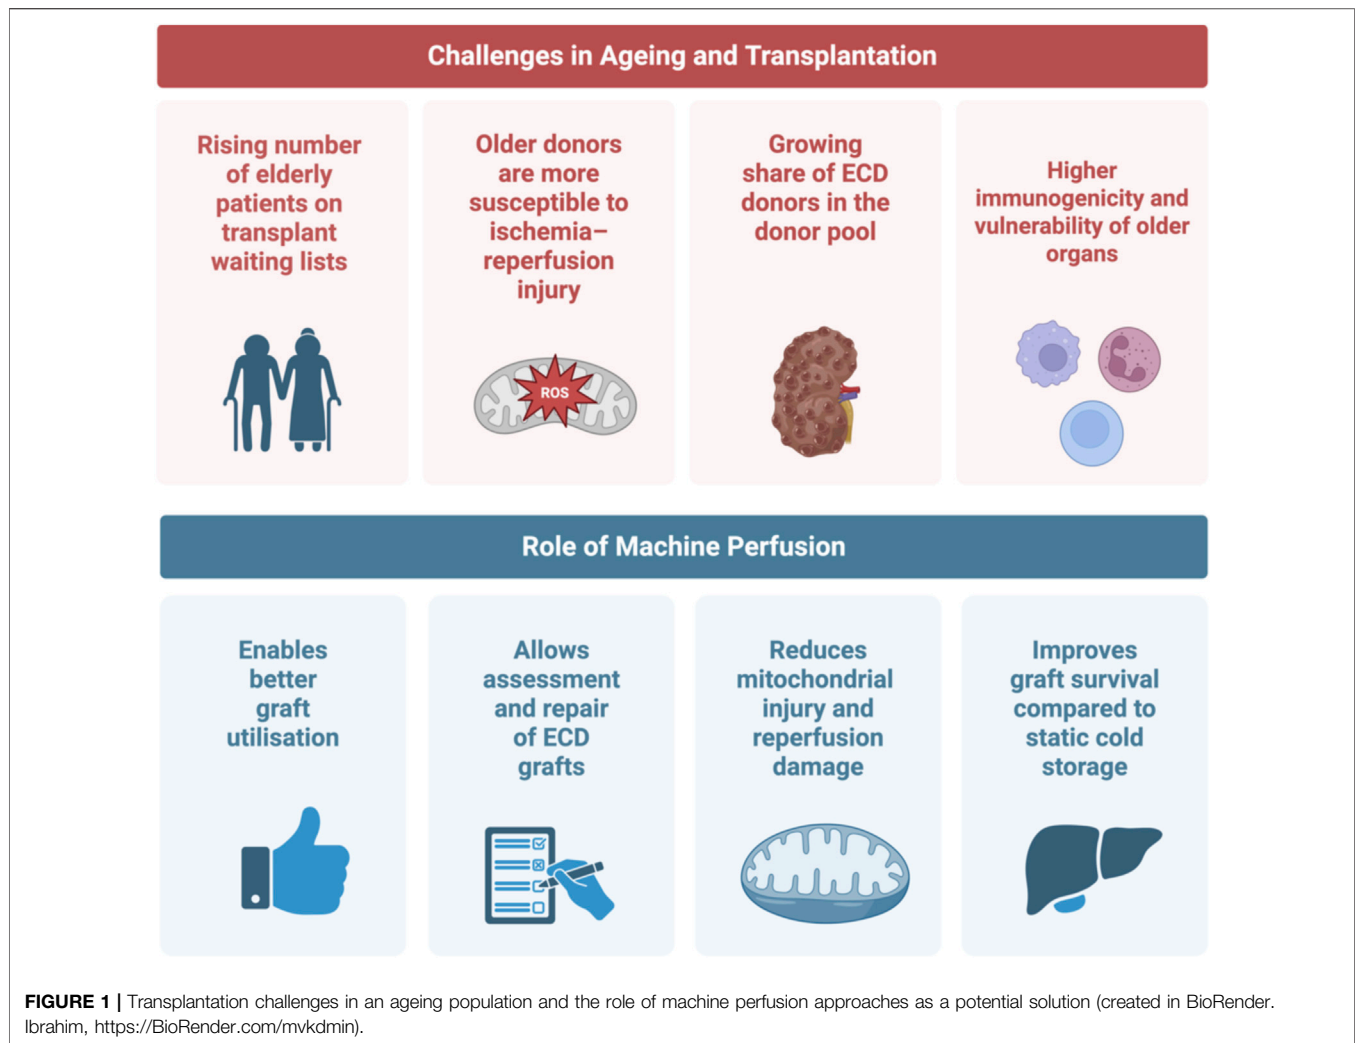 Challenges in Ageing and Transplantation
Rising number
of elderly
patients on
transplant
waiting lists
Older donors
are more
susceptible to
ischemia–
reperfusion
injury
ROS
Growing
share of ECD
donors in the
donor pool
Higher
immunogenicity and
vulnerability of older
organs
Role of Machine Perfusion
Enables
better
graft
utilisation
Allows
assessment
and repair
of ECD
grafts
Reduces
mitochondrial
injury and
reperfusion
damage
Improves
graft survival
compared to
static cold
storage
FIGURE 1 | Transplantation challenges in an ageing population and the role of machine perfusion approaches as a potential solution (created in BioRender.
Ibrahim, https://BioRender.com/mvkdmin).